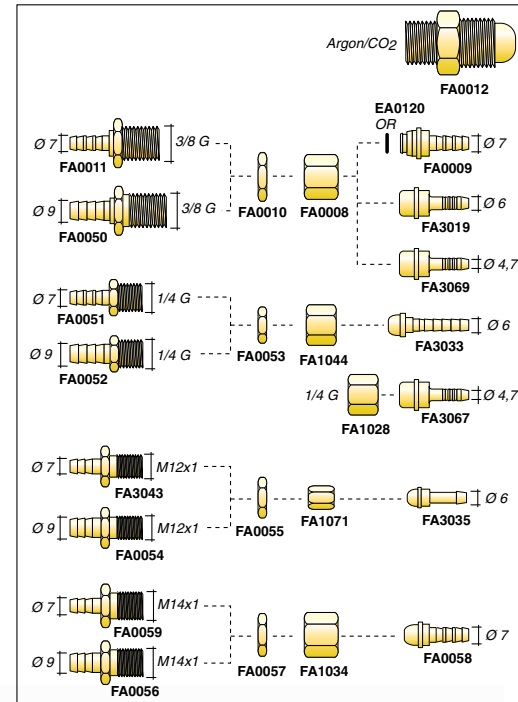 Argon/CO2
FA0012
EA0120
OR
Ø 7
FA0011
3/8 G
FA0009
Ø 7
Ø 9
FA0050
3/8 G
FA0010
FA0008
FA3019
Ø 6
FA3069
Ø 4,7
Ø 7
FA0051
1/4 G
Ø 9
FA0052
1/4 G
FA0053
FA1044
FA3033
Ø 6
1/4 G
FA1028
FA3067
Ø 4,7
Ø 7
FA3043
M12x1
Ø 9
FA0054
M12x1
FA0055
FA1071
FA3035
Ø 6
Ø 7
FA0059
M14x1
Ø 9
FA0056
M14x1
FA0057
FA1034
FA0058
Ø 7